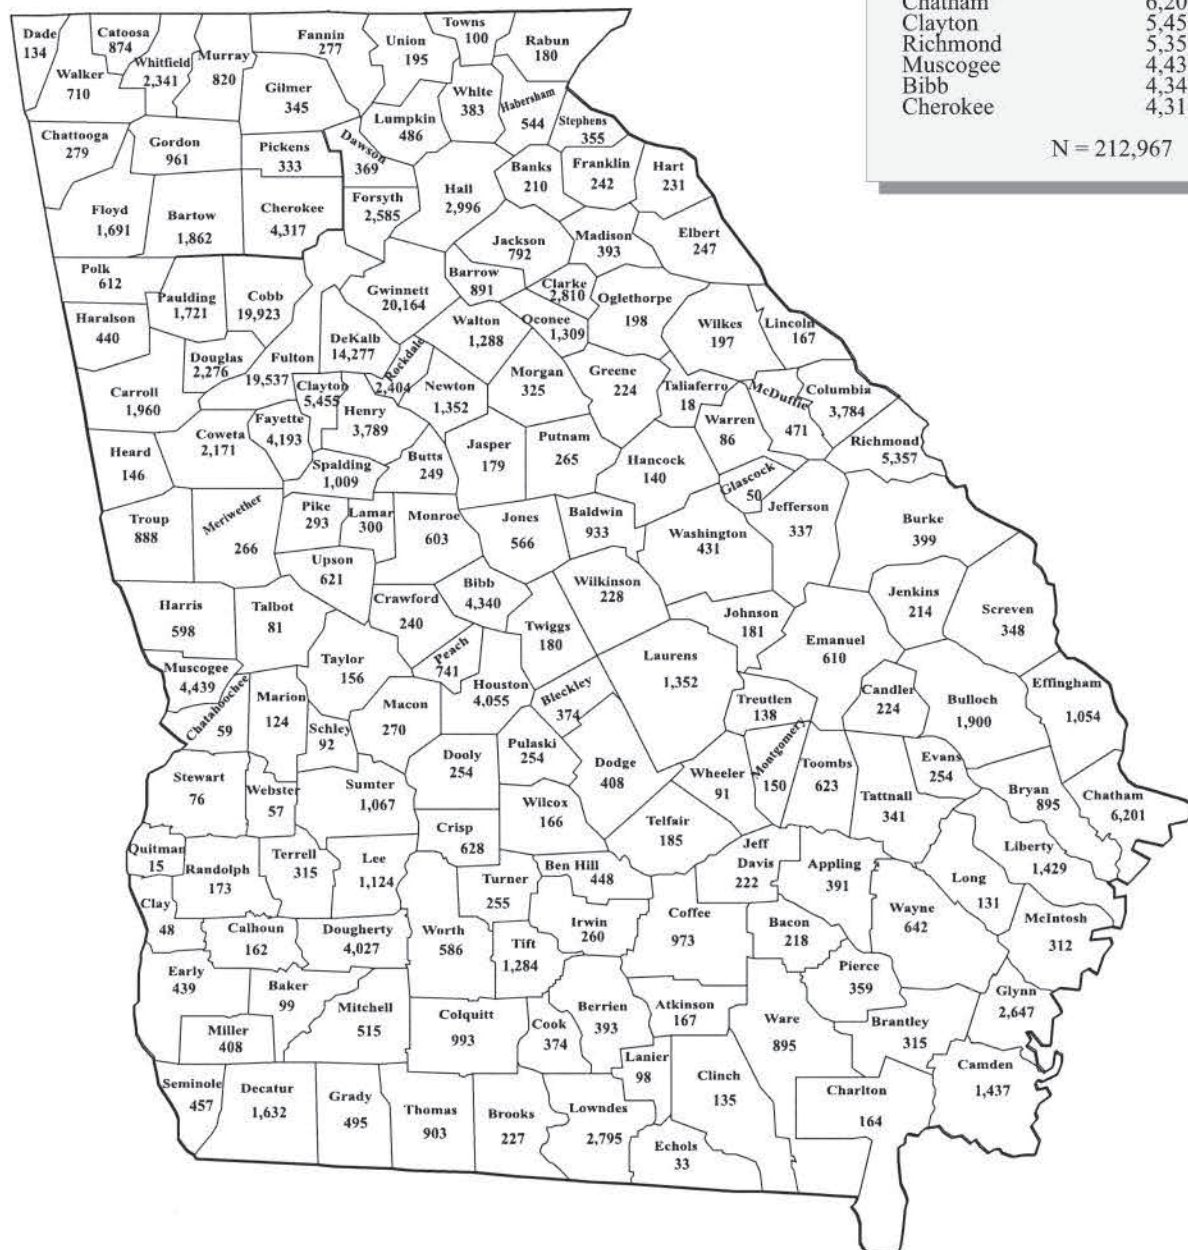 Chatham 6,20
Clayton 5,45
Richmond 5,35
Muscogee 4,43
Bibb 4,34
Cherokee 4,31
N = 212,967
Dade
134
Catoosa
874
Walker
710
Whitfield
2,341
Murray
820
Fannin
277
Gilmer
345
Union
195
Towns
100
Rabun
180
White
383
Habersham
544
Stephens
355
Lumpkin
486
Dawson
369
Chattooga
279
Gordon
961
Pickens
333
Banks
210
Franklin
242
Hart
231
Floyd
1,691
Bartow
1,862
Cherokee
4,317
Forsyth
2,585
Hall
2,996
Jackson
792
Madison
393
Elbert
247
Polk
612
Paulding
1,721
Cobb
19,923
Gwinnett
20,164
Barrow
891
Clarke
2,810
Oglethorpe
198
Haralson
440
Douglas
2,276
Fulton
19,537
DeKalb
14,277
Rockdale
2,404
Walton
1,288
Oconee
1,309
Wilkes
197
Lincoln
167
Carroll
1,960
Clayton
5,455
Henry
3,789
Newton
1,352
Morgan
325
Greene
224
Taliaferro
18
McDuffie
471
Columbia
3,784
Warren
86
Richmond
5,357
Heard
146
Coweta
2,171
Fayette
4,193
Spalding
1,009
Butts
249
Jasper
179
Putnam
265
Hancock
140
Glascock
50
Jefferson
337
Burke
399
Troup
888
Meriwether
266
Pike
293
Lamar
300
Monroe
603
Jones
566
Baldwin
933
Washington
431
Upson
621
Bibb
4,340
Wilkinson
228
Jenkins
214
Screven
348
Harris
598
Talbot
81
Crawford
240
Twiggs
180
Johnson
181
Emanuel
610
Muscogee
4,439
Chatahoochee
59
Marion
124
Taylor
156
Peach
741
Houston
4,055
Bleckley
374
Laurens
1,352
Treutlen
138
Candler
224
Bulloch
1,900
Effingham
1,054
Schley
92
Macon
270
Dooly
254
Pulaski
254
Dodge
408
Wheeler
91
Montgomery
150
Toombs
623
Tattnall
341
Evans
254
Bryan
895
Chatham
6,201
Stewart
76
Webster
57
Sumter
1,067
Crisp
628
Wilcox
166
Telfair
185
Jeff
Davis
222
Appling
391
Liberty
1,429
Long
131
Quitman
15
Randolph
173
Terrell
315
Lee
1,124
Turner
255
Ben Hill
448
Clay
48
Calhoun
162
Dougherty
4,027
Worth
586
Tift
1,284
Irwin
260
Coffee
973
Bacon
218
Wayne
642
McIntosh
312
Early
439
Baker
99
Mitchell
515
Colquitt
993
Cook
374
Berrien
393
Atkinson
167
Ware
895
Pierce
359
Brantley
315
Glynn
2,647
Miller
408
Lanier
98
Clinch
135
Charlton
164
Camden
1,437
Seminole
457
Decatur
1,632
Grady
495
Thomas
903
Brooks
227
Lowndes
2,795
Echols
33